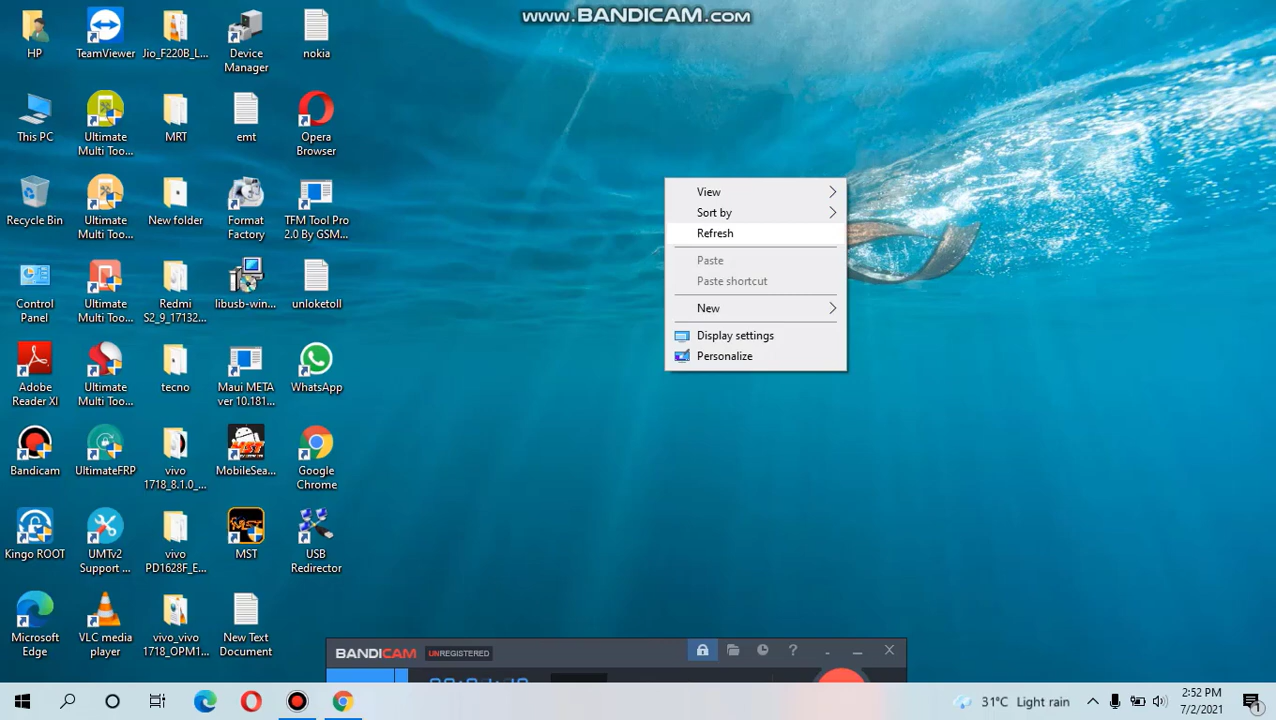 www.BANDICAM.com
HP
TeamViewer
Jio_F220B_L...
Device
Manager
nokia
This PC
Ultimate
Multi Too...
MRT
emt
Opera
Browser
Recycle Bin
Ultimate
Multi Too...
New folder
Format
Factory
TFM Tool Pro
2.0 By GSM...
Control
Panel
Ultimate
Multi Too...
Redmi
S2_9_17132...
libusb-win...
unloketoll
Adobe
Reader XI
Ultimate
Multi Too...
tecno
Maui META
ver 10.181...
WhatsApp
Bandicam
UltimateFRP
vivo
1718_8.1.0_...
MobileSea...
Google
Chrome
Kingo ROOT
UMTv2
Support ...
vivo
PD1628F_E...
MST
USB
Redirector
Microsoft
Edge
VLC media
player
vivo_vivo
1718_OPM1...
New Text
Document
View
Sort by
Refresh
Paste
Paste shortcut
New
Display settings
Personalize
BANDICAM UNREGISTERED
31°C Light rain
2:52 PM
7/2/2021
1